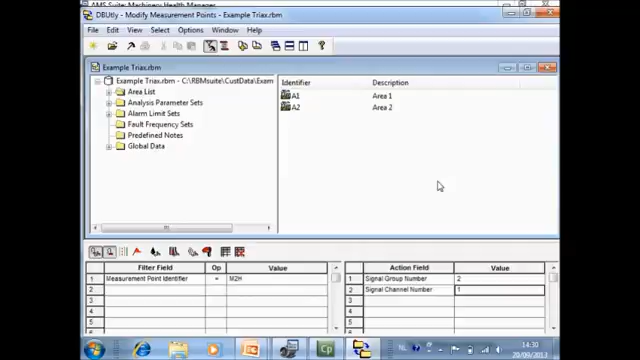 AMS Suite: Machinery Health Manager
DBUtly - Modify Measurement Points - Example Triax.rbm
File Edit View Select Options Window Help
Example Triax.rbm
Example Triax.rbm - C:\RBMsuite\CustData\Exam
Area List
Analysis Parameter Sets
Alarm Limit Sets
Fault Frequency Sets
Predefined Notes
Global Data
Identifier Description
A1 Area 1
A2 Area 2
Filter Field Op Value
1 Measurement Point Identifier = M2H
2
3
4
5
6
Action Field Value
1 Signal Group Number 2
2 Signal Channel Number 1
3
4
5
6
NL
14:30
20/09/2013